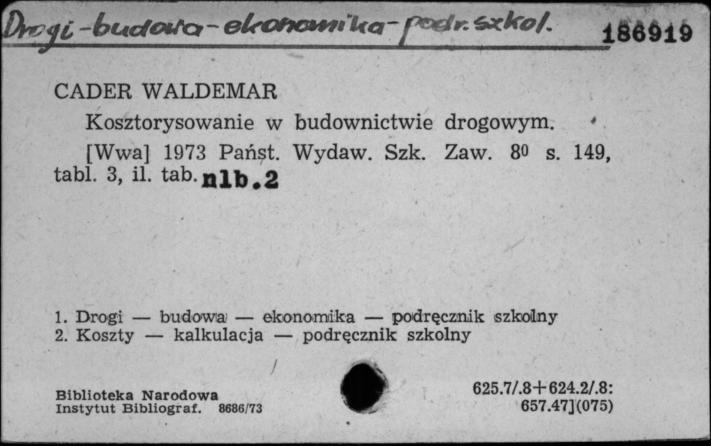 Drogi-budowa-ekonomika-podr. szkol.
186919
CADER WALDEMAR
Kosztorysowanie w budownictwie drogowym.
[Wwa] 1973 Państ. Wydaw. Szk. Zaw. 8⁰ s. 149,
tabl. 3, il. tab. nlb.2
1. Drogi — budowa — ekonomika — podręcznik szkolny
2. Koszty — kalkulacja — podręcznik szkolny
Biblioteka Narodowa
Instytut Bibliograf. 8686/73
625.7/.8+624.2/.8:
657.47](075)